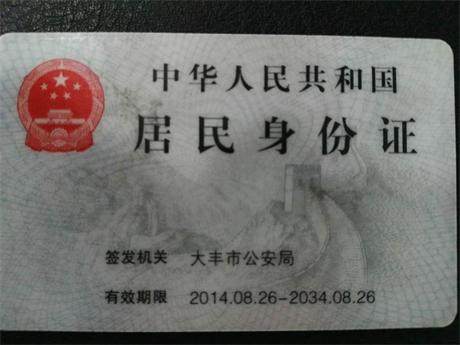 中华人民共和国
居民身份证
签发机关 大丰市公安局
有效期限 2014.08.26-2034.08.26